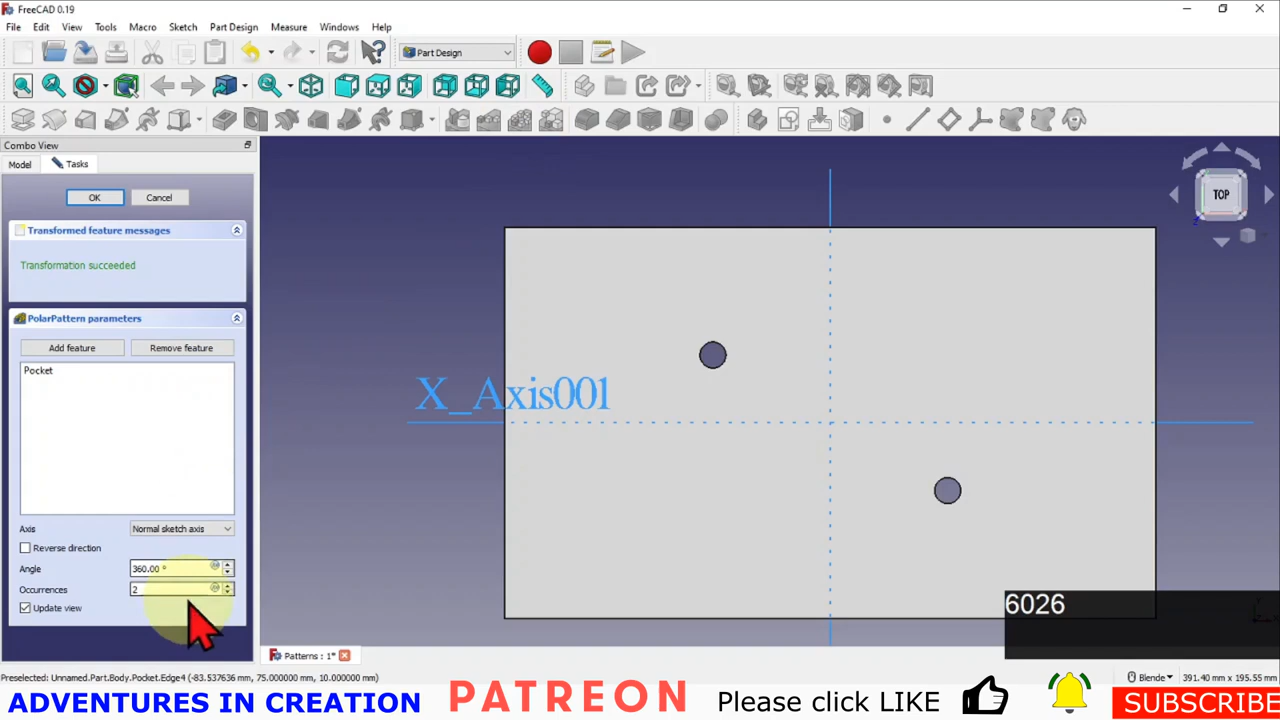 FreeCAD 0.19
File Edit View Tools Macro Sketch Part Design Measure Windows Help
Part Design
Combo View
Model Tasks
OK Cancel
Transformed feature messages
Transformation succeeded
PolarPattern parameters
Add feature Remove feature
Pocket
Axis Normal sketch axis
Reverse direction
Angle 360.00 °
Occurrences 2
Update view
TOP
X_Axis001
6026
Patterns : 1*
Preselected: Unnamed.Part.Body.Pocket.Edge4 (-83.537636 mm, 75.000000 mm, 10.000000 mm)
Blende 391.40 mm x 195.55 mm
ADVENTURES IN CREATION PATREON Please click LIKE SUBSCRIBE